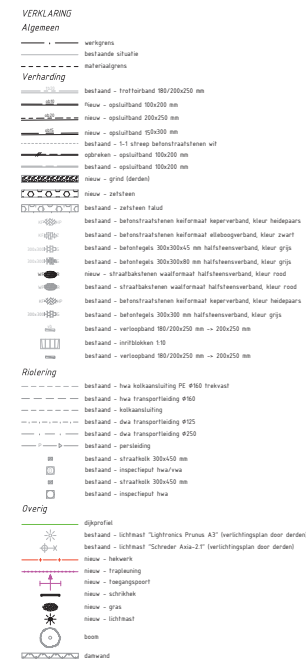 VERKLARING
Algemeen
werkgrens
bestaande situatie
materiaalgrens
Verharding
bestaand - trottoirband 180/200x250 mm
nieuw - opsluitband 100x200 mm
nieuw - opsluitband 200x250 mm
nieuw - opsluitband 150x300 mm
bestaand - 1-1 streep betonstraatstenen wit
opbreken - opsluitband 100x200 mm
bestaand - opsluitband 100x200 mm
nieuw - grind (derden)
nieuw - zetsteen
bestaand - zetsteen talud
bestaand - betonstraatstenen keiformaat keperverband, kleur heidepaars
bestaand - betonstraatstenen keiformaat elleboogverband, kleur zwart
bestaand - betontegels 300x300x45 mm halfsteensverband, kleur grijs
bestaand - betontegels 300x300x80 mm halfsteensverband, kleur grijs
nieuw - straatbakstenen waalformaat halfsteensverband, kleur rood
bestaand - straatbakstenen waalformaat halfsteensverband, kleur rood
bestaand - betonstraatstenen keiformaat keperverband, kleur heidepaars
bestaand - betontegels 300x300 mm halfsteensverband, kleur grijs
bestaand - verloopband 180/200x250 mm -> 200x250 mm
bestaand - inritblokken 1:10
bestaand - verloopband 180/200x250 mm -> 200x250 mm
Riolering
bestaand - hwa kolkaansluiting PE Ø160 trekvast
bestaand - hwa transportleiding Ø160
bestaand - kolkaansluiting
bestaand - dwa transportleiding Ø125
bestaand - dwa transportleiding Ø250
bestaand - persleiding
bestaand - straatkolk 300x450 mm
bestaand - inspectieput hwa/vwa
bestaand - straatkolk 300x450 mm
bestaand - inspectieput hwa
Overig
dijkprofiel
bestaand - lichtmast "Lightronics Prunus A3" (verlichtingsplan door derden)
bestaand - lichtmast "Schreder Axia-2.1" (verlichtingsplan door derden)
nieuw - hekwerk
nieuw - trapleuning
nieuw - toegangspoort
nieuw - schrikhek
nieuw - gras
nieuw - lichtmast
boom
damwand